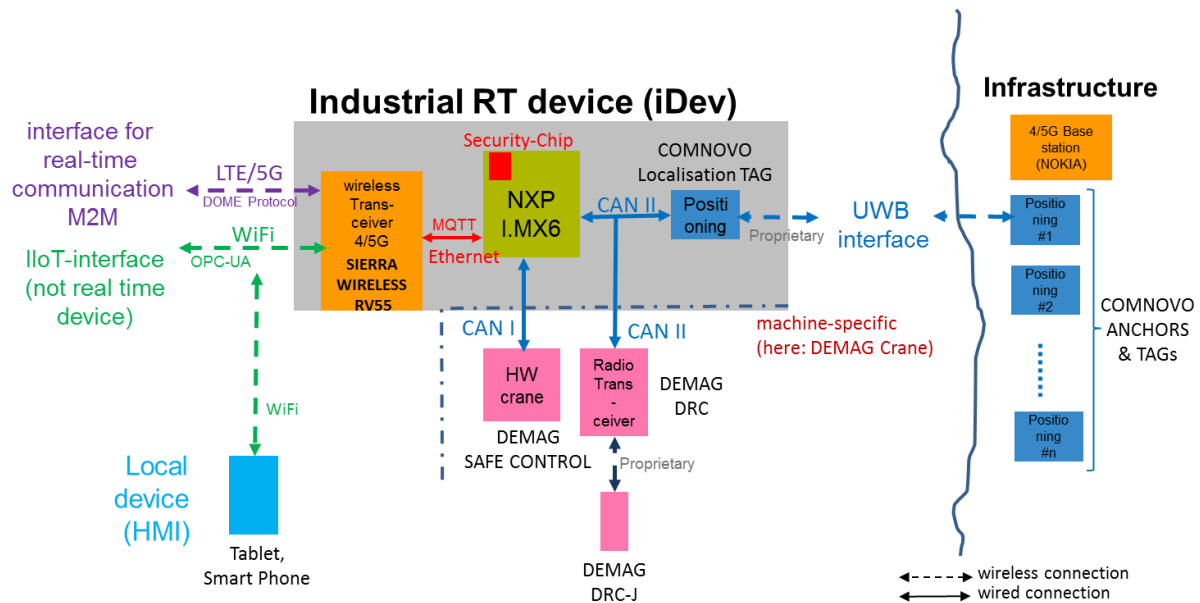 Industrial RT device (iDev)
Infrastructure
interface for
real-time
communication
M2M
LTE/5G
DOME Protocol
WiFi
OPC-UA
IIoT-interface
(not real time
device)
wireless
Trans-
ceiver
4/5G
SIERRA
WIRELESS
RV55
MQTT
Ethernet
Security-Chip
NXP
I.MX6
CAN II
COMNOVO
Localisation TAG
Positi
oning
Proprietary
UWB
interface
4/5G Base
station
(NOKIA)
Positio
ning
#1
Positio
ning
#2
Positio
ning
#n
COMNOVO
ANCHORS
& TAGs
CAN I
CAN II
machine-specific
(here: DEMAG Crane)
HW
crane
DEMAG
SAFE CONTROL
Radio
Trans
-
ceiver
DEMAG
DRC
Proprietary
DEMAG
DRC-J
WiFi
Local
device
(HMI)
Tablet,
Smart Phone
wireless connection
wired connection